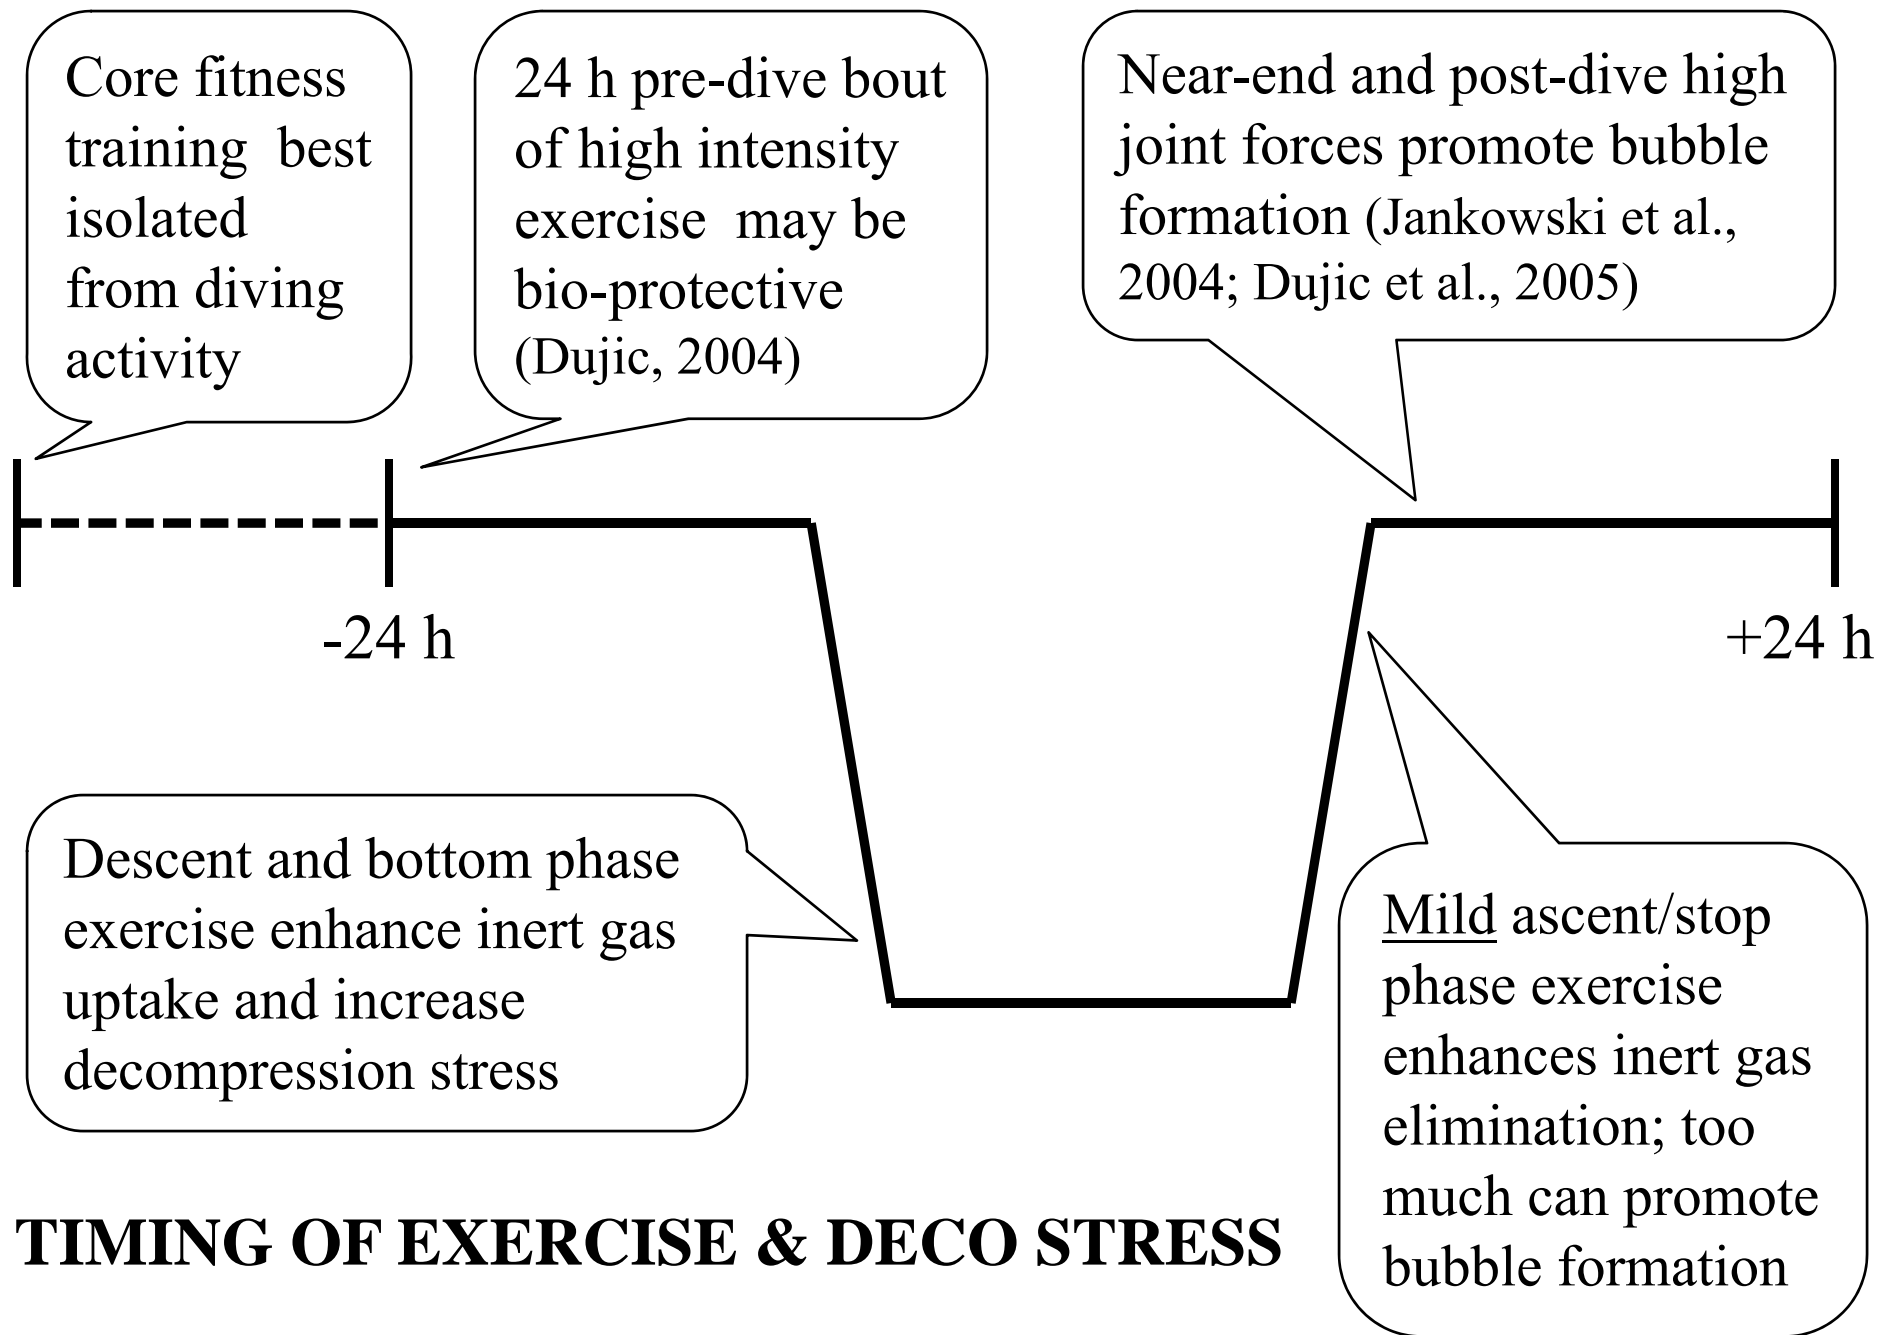 Core fitness
training  best
isolated
from diving
activity
24 h pre-dive bout
of high intensity
exercise  may be
bio-protective
(Dujic, 2004)
Near-end and post-dive high
joint forces promote bubble
formation (Jankowski et al.,
2004; Dujic et al., 2005)
-24 h
+24 h
Descent and bottom phase
exercise enhance inert gas
uptake and increase
decompression stress
Mild ascent/stop
phase exercise
enhances inert gas
elimination; too
much can promote
bubble formation
TIMING OF EXERCISE & DECO STRESS